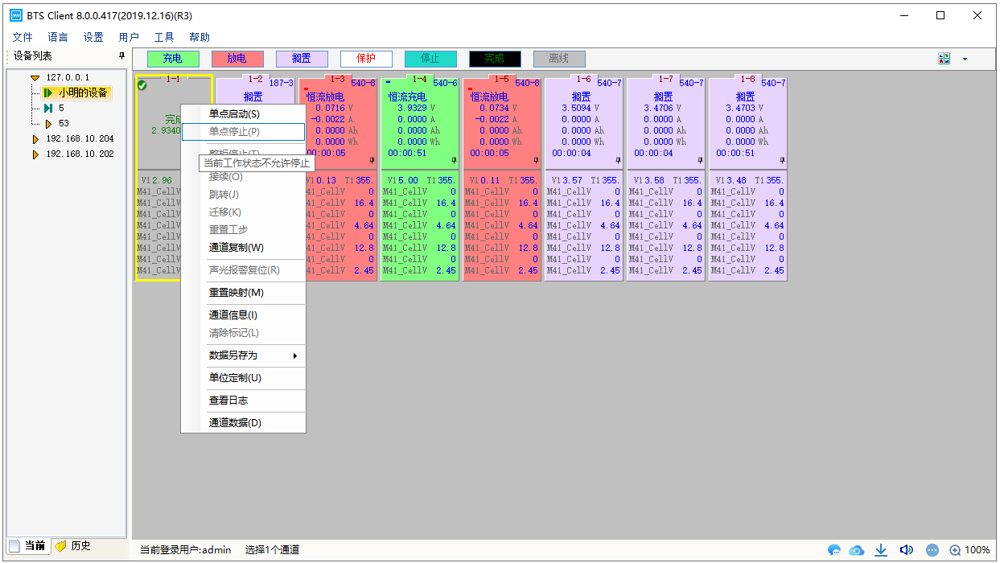 BTS Client 8.0.0.417(2019.12.16)(R3)
文件 语言 设置 用户 工具 帮助
设备列表
127.0.0.1
小明的设备
5
53
192.168.10.204
192.168.10.202
当前 历史
充电 放电 搁置 保护 停止 完成 离线
1-1
2.9340
V1 2.96
M41_CellV
M41_CellV
M41_CellV
M41_CellV
M41_CellV
M41_CellV
M41_CellV
M41_CellV
1-2 187-3
搁置
单点启动(S)
单点停止(P)
当前工作状态不允许停止
接续(O)
跳转(J)
迁移(K)
重置工步
通道复制(W)
声光报警复位(R)
重置映射(M)
通道信息(I)
清除标记(L)
数据另存为
单位定制(U)
查看日志
通道数据(D)
1-3 540-8
恒流放电
0.0716 V
-0.0022 A
0.0000 Ah
0.0000 Wh
00:00:05
V1 0.13 T1 355.
M41_CellV 0
M41_CellV 16.4
M41_CellV 0
M41_CellV 4.64
M41_CellV 0
M41_CellV 12.8
M41_CellV 0
M41_CellV 2.45
1-4 540-6
恒流充电
3.9329 V
0.0000 A
0.0000 Ah
0.0000 Wh
00:00:51
V1 5.00 T1 355.
M41_CellV 0
M41_CellV 16.4
M41_CellV 0
M41_CellV 4.64
M41_CellV 0
M41_CellV 12.8
M41_CellV 0
M41_CellV 2.45
1-5 540-8
恒流放电
0.0734 V
-0.0022 A
0.0000 Ah
0.0000 Wh
00:00:05
V1 0.11 T1 355.
M41_CellV 0
M41_CellV 16.4
M41_CellV 0
M41_CellV 4.64
M41_CellV 0
M41_CellV 12.8
M41_CellV 0
M41_CellV 2.45
1-6 540-7
搁置
3.5094 V
0.0000 A
0.0000 Ah
0.0000 Wh
00:00:04
V1 3.57 T1 355.
M41_CellV 0
M41_CellV 16.4
M41_CellV 0
M41_CellV 4.64
M41_CellV 0
M41_CellV 12.8
M41_CellV 0
M41_CellV 2.45
1-7 540-7
搁置
3.4706 V
0.0000 A
0.0000 Ah
0.0000 Wh
00:00:04
V1 3.58 T1 355.
M41_CellV 0
M41_CellV 16.4
M41_CellV 0
M41_CellV 4.64
M41_CellV 0
M41_CellV 12.8
M41_CellV 0
M41_CellV 2.45
1-8 540-7
搁置
3.4703 V
0.0000 A
0.0000 Ah
0.0000 Wh
00:00:51
V1 3.48 T1 355.
M41_CellV 0
M41_CellV 16.4
M41_CellV 0
M41_CellV 4.64
M41_CellV 0
M41_CellV 12.8
M41_CellV 0
M41_CellV 2.45
当前登录用户:admin 选择1个通道
100%